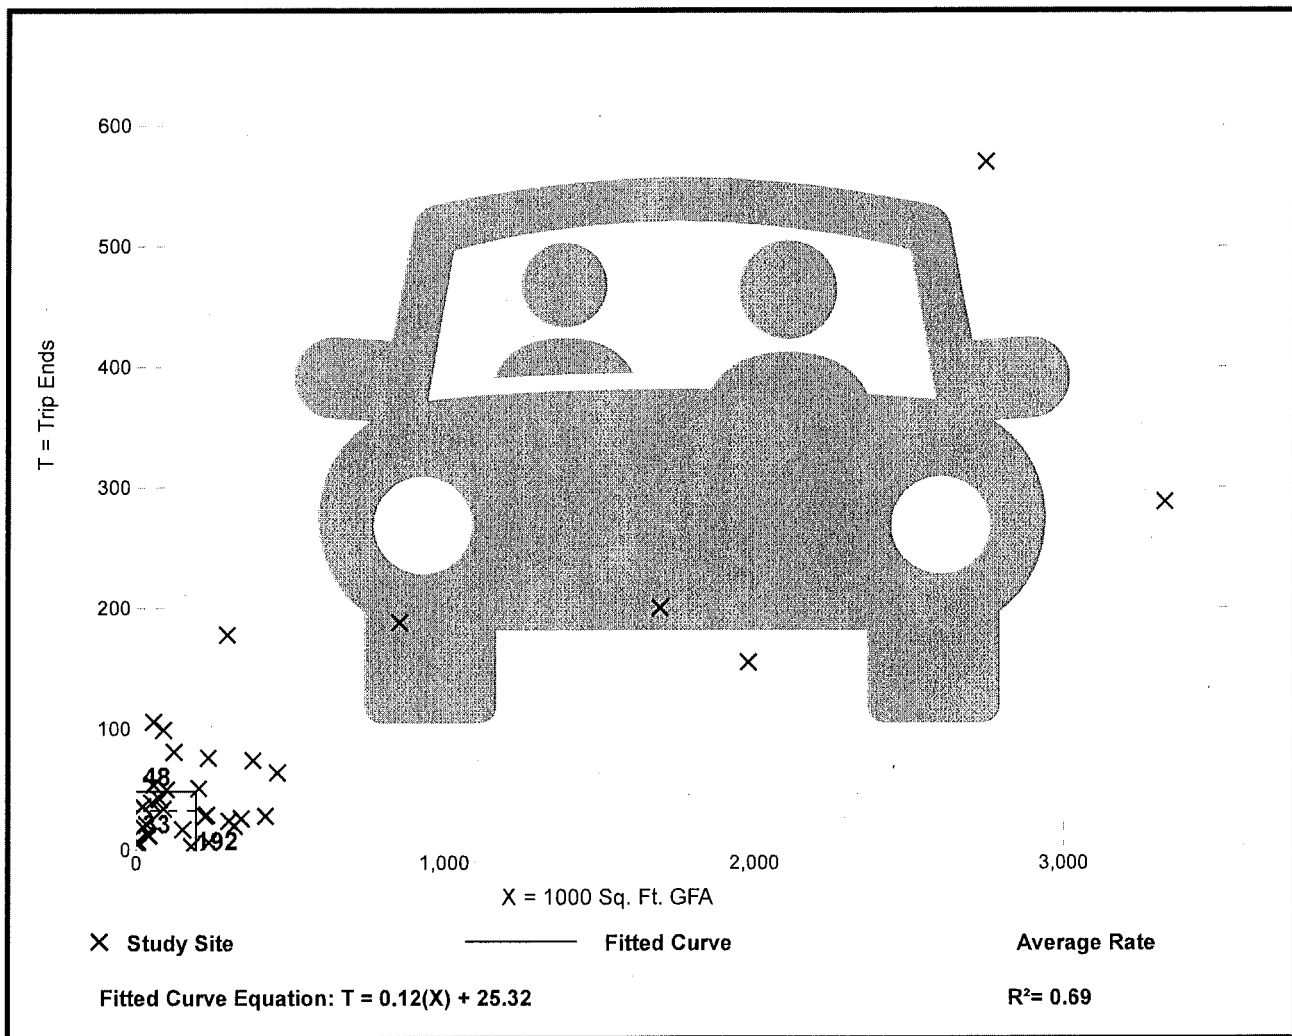 600
500
T = Trip Ends
400
300
200
100
48
192
0
0
1,000
2,000
3,000
X = 1000 Sq. Ft. GFA
Study Site
Fitted Curve
Average Rate
Fitted Curve Equation: T = 0.12(X) + 25.32
R²= 0.69